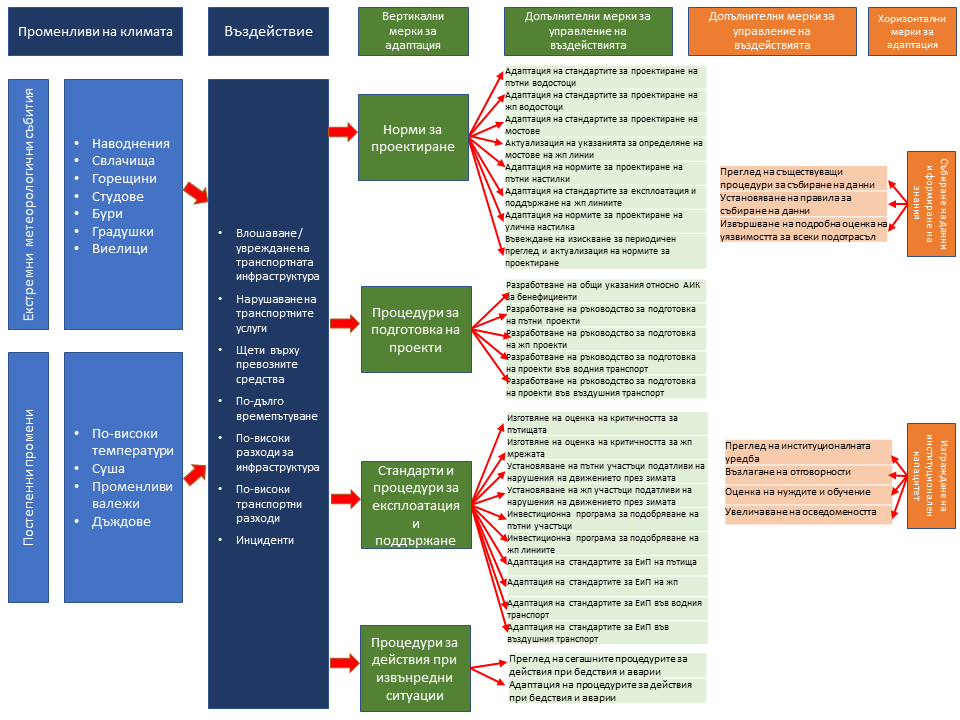 Променливи на климата
Въздействие
Вертикални
мерки за
адаптация
Допълнителни мерки за
управление на
въздействията
Допълнителни мерки за
управление на
въздействията
Хоризонтални
мерки за
адаптация
Екстремни метеорологични събития
• Наводнения
• Свлачища
• Горещини
• Студове
• Бури
• Градушки
• Виелици
Постепенни промени
• По-високи
температури
• Суша
• Променливи
валежи
• Дъждове
• Влошаване/
увреждане на
транспортната
инфраструктура
• Нарушаване на
транспортните
услуги
• Щети върху
превозните
средства
• По-дълго
времепътуване
• По-високи
разходи за
инфраструктура
• По-високи
транспортни
разходи
• Инциденти
Норми за
проектиране
Адаптация на стандартите за проектиране на
пътни водостоци
Адаптация на стандартите за проектиране на
жп водостоци
Адаптация на стандартите за проектиране на
мостове
Актуализация на указанията за определяне на
мостове на жп линии
Адаптация на нормите за проектиране на
пътни настилки
Адаптация на стандартите за експлоатация и
поддържане на жп линиите
Адаптация на нормите за проектиране на
улична настилка
Въвеждане на изискване за периодичен
преглед и актуализация на нормите за
проектиране
Процедури за
подготовка на
проекти
Разработване на общи указания относно АИК
за бенефициенти
Разработване на ръководство за подготовка
на пътни проекти
Разработване на ръководство за подготовка
на жп проекти
Разработване на ръководство за подготовка
на проекти във водния транспорт
Разработване на ръководство за подготовка
на проекти във въздушния транспорт
Стандарти и
процедури за
експлоатация
и
поддържане
Изготвяне на оценка на критичността за
пътищата
Изготвяне на оценка на критичността за жп
мрежата
Установяване на пътни участъци податливи на
нарушения на движението през зимата
Установяване на жп участъци податливи на
нарушения на движението през зимата
Инвестиционна програма за подобряване на
пътни участъци
Инвестиционна програма за подобряване на
жп линиите
Адаптация на стандартите за ЕиП на пътища
Адаптация на стандартите за ЕиП на жп
Адаптация на стандартите за ЕиП във водния
транспорт
Адаптация на стандартите за ЕиП във
въздушния транспорт
Процедури за
действия при
извънредни
ситуации
Преглед на сегашните процедурите за
действия при бедствия и аварии
Адаптация на процедурите за действия
при бедствия и аварии
Преглед на съществуващи
процедури за събиране на данни
Установяване на правила за
събиране на данни
Извършване на подробна оценка на
уязвимостта за всеки подотрасъл
Събиране на данни
и формиране на
знания
Преглед на институционалната
уредба
Възлагане на отговорности
Оценка на нуждите и обучение
Увеличаване на осведомеността
Изграждане на
институционален
капацитет